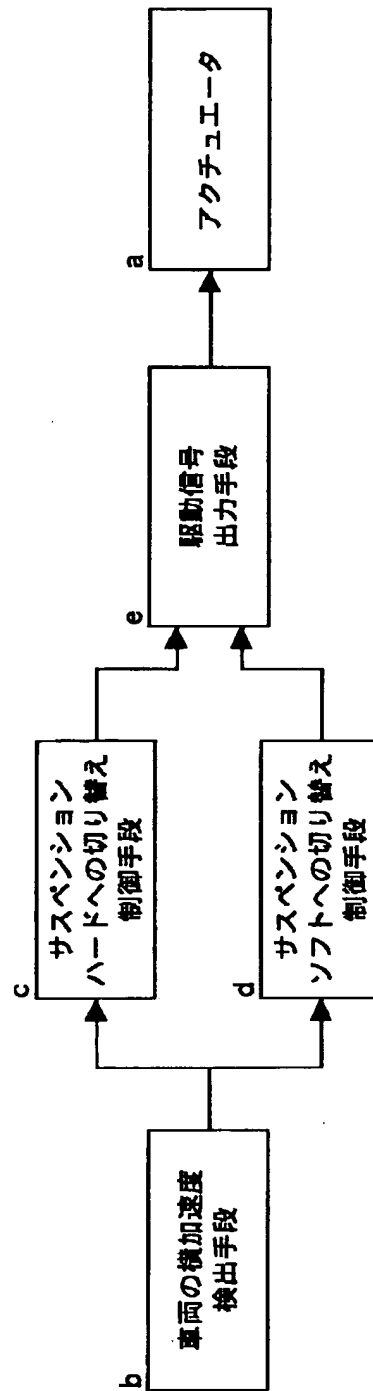 b
車両の横加速度
検出手段
c
サスペンション
ハードへの切り替え
制御手段
d
サスペンション
ソフトへの切り替え
制御手段
e
駆動信号
出力手段
a
アクチュエータ